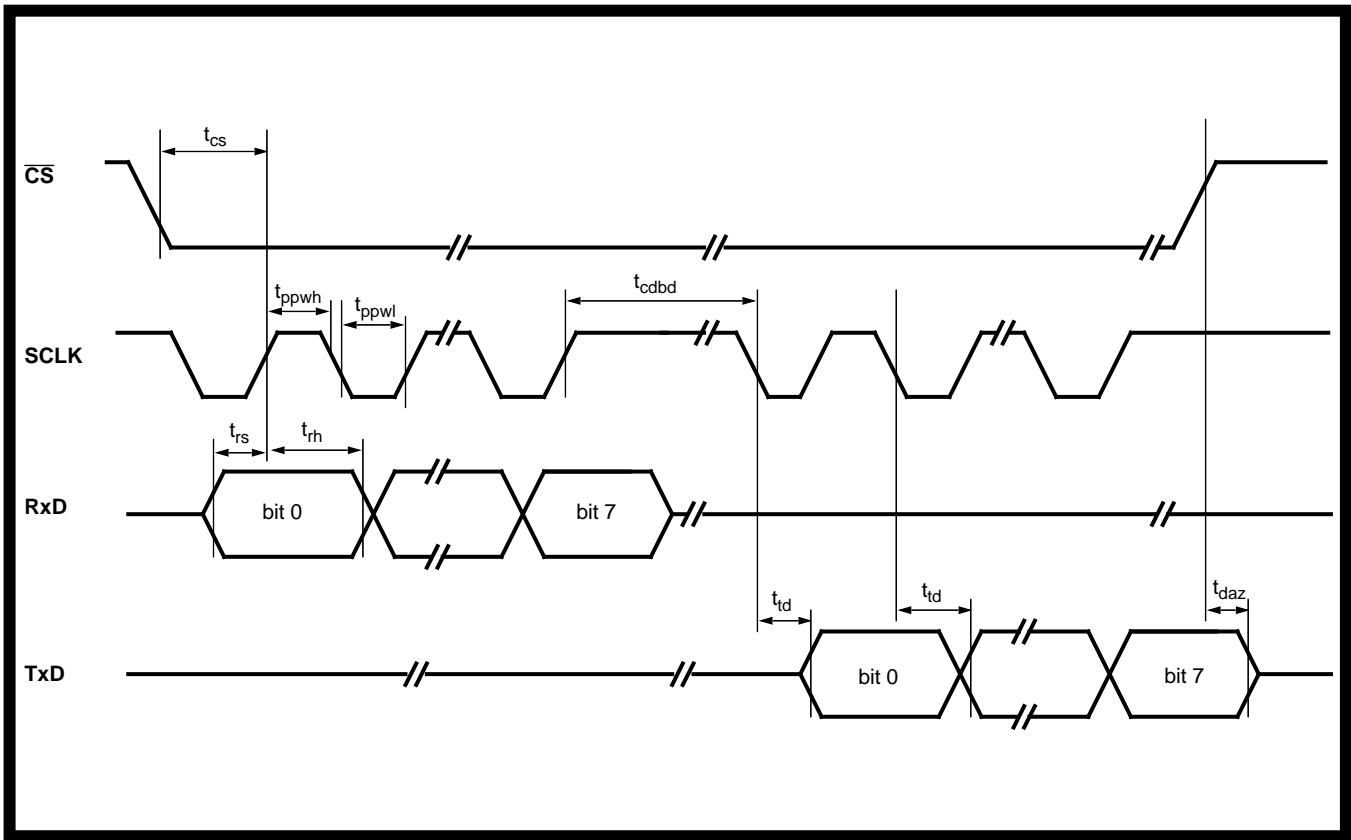 tcs
CS
tppwh
tppwl
tcdbd
SCLK
trs
trh
RxD
bit 0
bit 7
ttd
ttd
tdaz
TxD
bit 0
bit 7